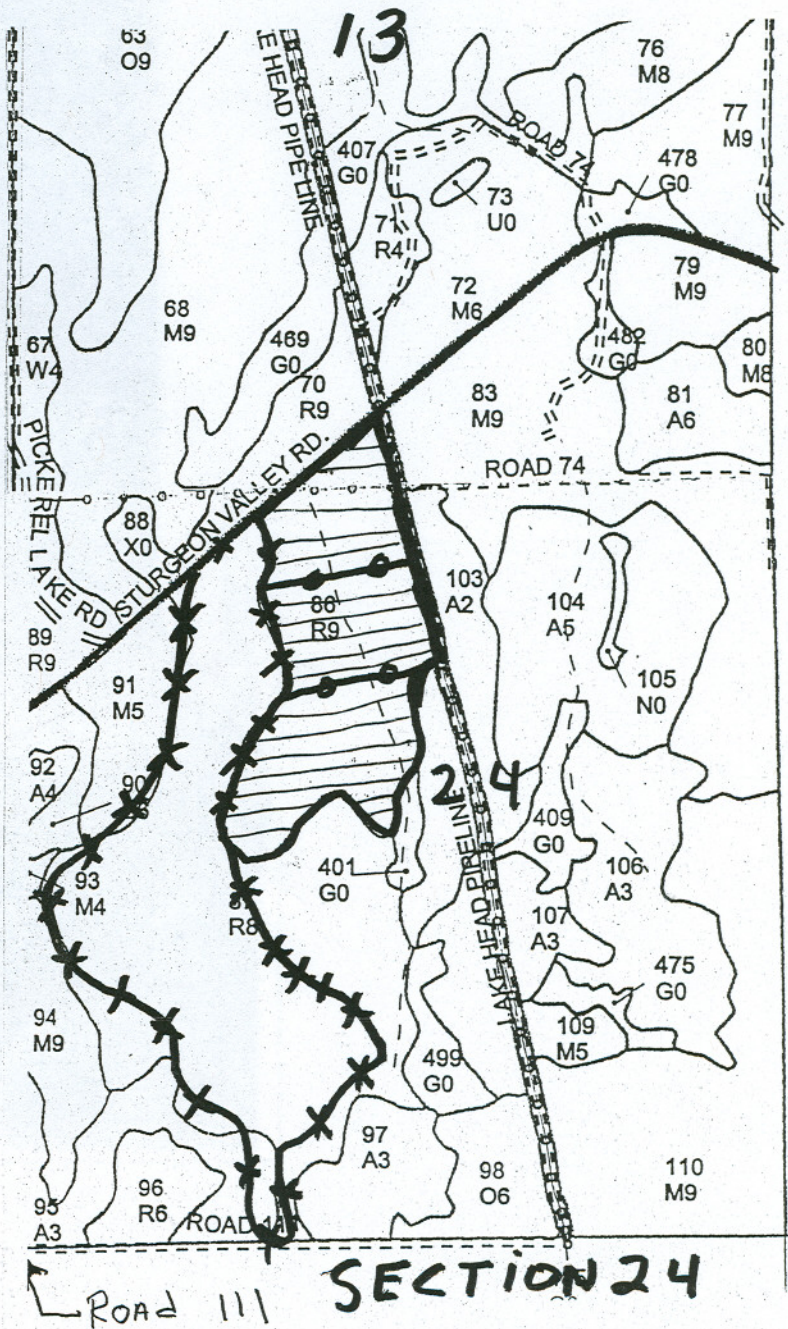 13
63
O9
E HEAD PIPE LINE
76
M8
77
M9
ROAD 74
407
G0
478
G0
73
U0
71
R4
72
M6
79
M9
68
M9
67
W4
469
G0
70
R9
482
G0
80
M8
83
M9
81
A6
PICKEREL LAKE RD
STURGEON VALLEY RD.
ROAD 74
88
X0
86
R9
103
A2
104
A5
105
N0
89
R9
91
M5
92
A4
90
24
LAKE HEAD PIPELINE
409
G0
106
A3
93
M4
401
G0
R8
107
A3
475
G0
94
M9
109
M5
499
G0
97
A3
98
O6
110
M9
96
R6
95
A3
ROAD 111
SECTION 24
ROAD 111